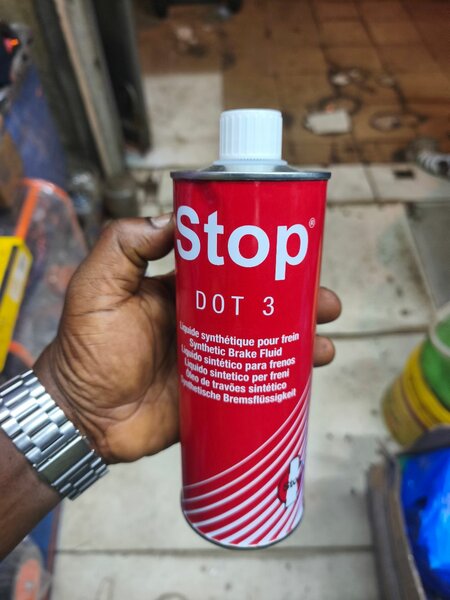 Stop®
DOT 3
Liquide synthétique pour frein
Synthetic Brake Fluid
Líquido sintético para frenos
Liquido sintetico per freni
Óleo de travões sintético
Synthetische Bremsflüssigkeit